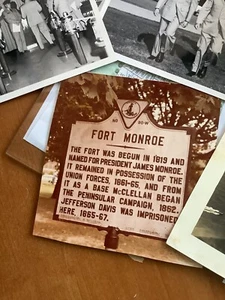 FORT MONROE
THE FORT WAS BEGUN IN 1819 AND
NAMED FOR PRESIDENT JAMES MONROE.
IT REMAINED IN POSSESSION OF THE
UNION FORCES, 1861-65, AND FROM
IT AS A BASE McCLELLAN BEGAN
THE PENINSULAR CAMPAIGN, 1862.
JEFFERSON DAVIS WAS IMPRISONED
HERE, 1865-67.